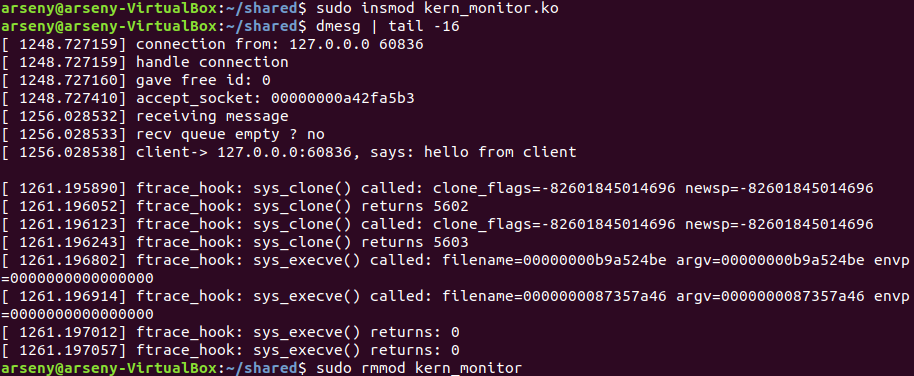 arseny@arseny-VirtualBox:~/shared$ sudo insmod kern_monitor.ko
arseny@arseny-VirtualBox:~/shared$ dmesg | tail -16
[ 1248.727159] connection from: 127.0.0.0 60836
[ 1248.727159] handle connection
[ 1248.727160] gave free id: 0
[ 1248.727410] accept_socket: 00000000a42fa5b3
[ 1256.028532] receiving message
[ 1256.028533] recv queue empty ? no
[ 1256.028538] client-> 127.0.0.0:60836, says: hello from client
[ 1261.195890] ftrace_hook: sys_clone() called: clone_flags=-82601845014696 newsp=-82601845014696
[ 1261.196052] ftrace_hook: sys_clone() returns 5602
[ 1261.196123] ftrace_hook: sys_clone() called: clone_flags=-82601845014696 newsp=-82601845014696
[ 1261.196243] ftrace_hook: sys_clone() returns 5603
[ 1261.196802] ftrace_hook: sys_execve() called: filename=00000000b9a524be argv=00000000b9a524be envp
=0000000000000000
[ 1261.196914] ftrace_hook: sys_execve() called: filename=0000000087357a46 argv=0000000087357a46 envp
=0000000000000000
[ 1261.197012] ftrace_hook: sys_execve() returns: 0
[ 1261.197057] ftrace_hook: sys_execve() returns: 0
arseny@arseny-VirtualBox:~/shared$ sudo rmmod kern_monitor